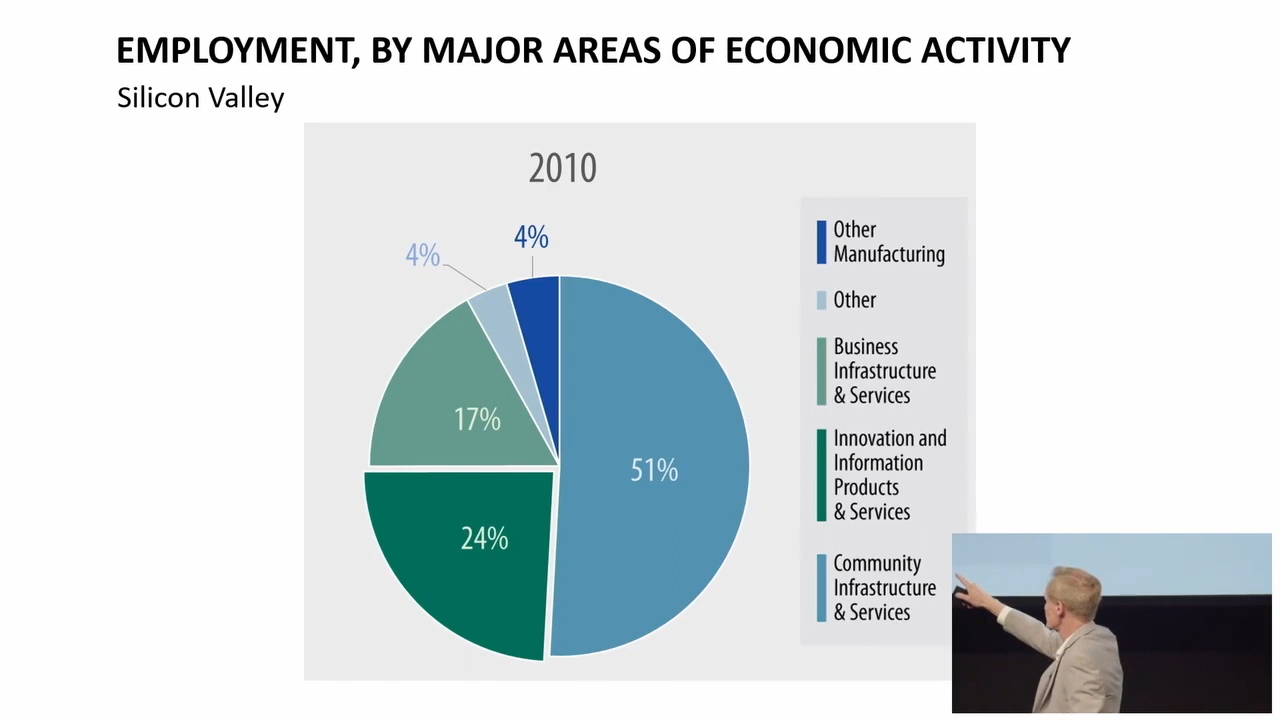 EMPLOYMENT, BY MAJOR AREAS OF ECONOMIC ACTIVITY
Silicon Valley
2010
4%
4%
17%
51%
24%
Other
Manufacturing
Other
Business
Infrastructure
& Services
Innovation and
Information
Products
& Services
Community
Infrastructure
& Services